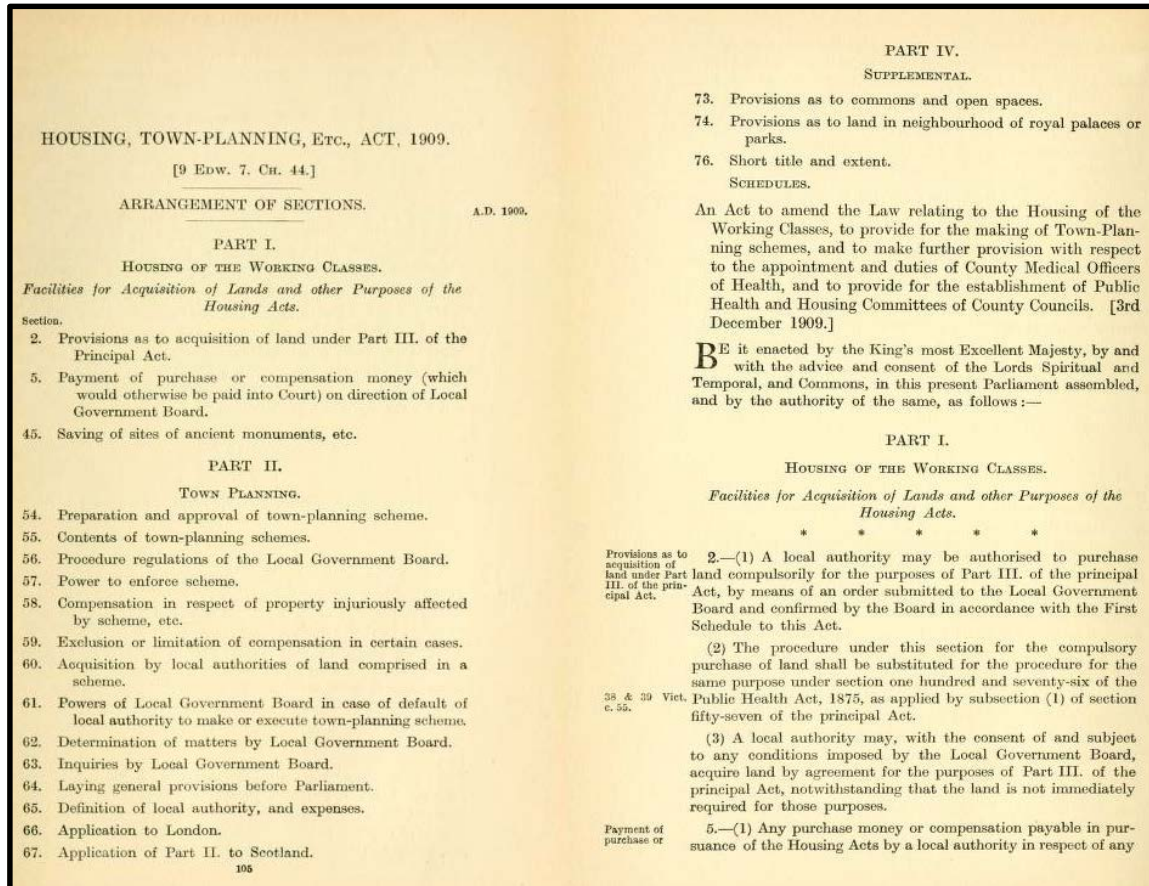 HOUSING, TOWN-PLANNING, ETC., ACT, 1909.
[9 EDW. 7. CH. 44.]
ARRANGEMENT OF SECTIONS.
A.D. 1909.
PART I.
HOUSING OF THE WORKING CLASSES.
Facilities for Acquisition of Lands and other Purposes of the
Housing Acts.
Section.
2. Provisions as to acquisition of land under Part III. of the
Principal Act.
5. Payment of purchase or compensation money (which
would otherwise be paid into Court) on direction of Local
Government Board.
45. Saving of sites of ancient monuments, etc.
PART II.
TOWN PLANNING.
54. Preparation and approval of town-planning scheme.
55. Contents of town-planning schemes.
56. Procedure regulations of the Local Government Board.
57. Power to enforce scheme.
58. Compensation in respect of property injuriously affected
by scheme, etc.
59. Exclusion or limitation of compensation in certain cases.
60. Acquisition by local authorities of land comprised in a
scheme.
61. Powers of Local Government Board in case of default of
local authority to make or execute town-planning scheme.
62. Determination of matters by Local Government Board.
63. Inquiries by Local Government Board.
64. Laying general provisions before Parliament.
65. Definition of local authority, and expenses.
66. Application to London.
67. Application of Part II. to Scotland.
105
PART IV.
SUPPLEMENTAL.
73. Provisions as to commons and open spaces.
74. Provisions as to land in neighbourhood of royal palaces or
parks.
76. Short title and extent.
SCHEDULES.
An Act to amend the Law relating to the Housing of the
Working Classes, to provide for the making of Town-Plan-
ning schemes, and to make further provision with respect
to the appointment and duties of County Medical Officers
of Health, and to provide for the establishment of Public
Health and Housing Committees of County Councils. [3rd
December 1909.]
BE it enacted by the King's most Excellent Majesty, by and
with the advice and consent of the Lords Spiritual and
Temporal, and Commons, in this present Parliament assembled,
and by the authority of the same, as follows:—
PART I.
HOUSING OF THE WORKING CLASSES.
Facilities for Acquisition of Lands and other Purposes of the
Housing Acts.
* * * * *
Provisions as to
acquisition of
land under Part
III. of the prin-
cipal Act.
2.—(1) A local authority may be authorised to purchase
land compulsorily for the purposes of Part III. of the principal
Act, by means of an order submitted to the Local Government
Board and confirmed by the Board in accordance with the First
Schedule to this Act.
(2) The procedure under this section for the compulsory
purchase of land shall be substituted for the procedure for the
same purpose under section one hundred and seventy-six of the
38 & 39 Vict.
c. 55.
Public Health Act, 1875, as applied by subsection (1) of section
fifty-seven of the principal Act.
(3) A local authority may, with the consent of and subject
to any conditions imposed by the Local Government Board,
acquire land by agreement for the purposes of Part III. of the
principal Act, notwithstanding that the land is not immediately
required for those purposes.
Payment of
purchase or
5.—(1) Any purchase money or compensation payable in pur-
suance of the Housing Acts by a local authority in respect of any